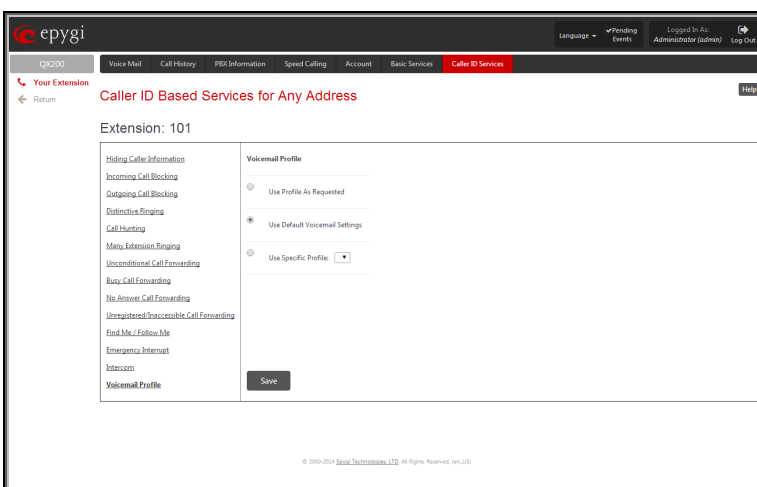 epygi
Language
Pending Events
Logged In As:
Administrator (admin)
Log Out
QX200
Voice Mail
Call History
PBX Information
Speed Calling
Account
Basic Services
Caller ID Services
Your Extension
Return
Caller ID Based Services for Any Address
Help
Extension: 101
Hiding Caller Information
Incoming Call Blocking
Outgoing Call Blocking
Distinctive Ringing
Call Hunting
Many Extension Ringing
Unconditional Call Forwarding
Busy Call Forwarding
No Answer Call Forwarding
Unregistered/Inaccessible Call Forwarding
Find Me / Follow Me
Emergency Interrupt
Intercom
Voicemail Profile
Voicemail Profile
Use Profile As Requested
Use Default Voicemail Settings
Use Specific Profile:
Save
© 2000-2014 Epygi Technologies, LTD. All Rights Reserved. (en_US)